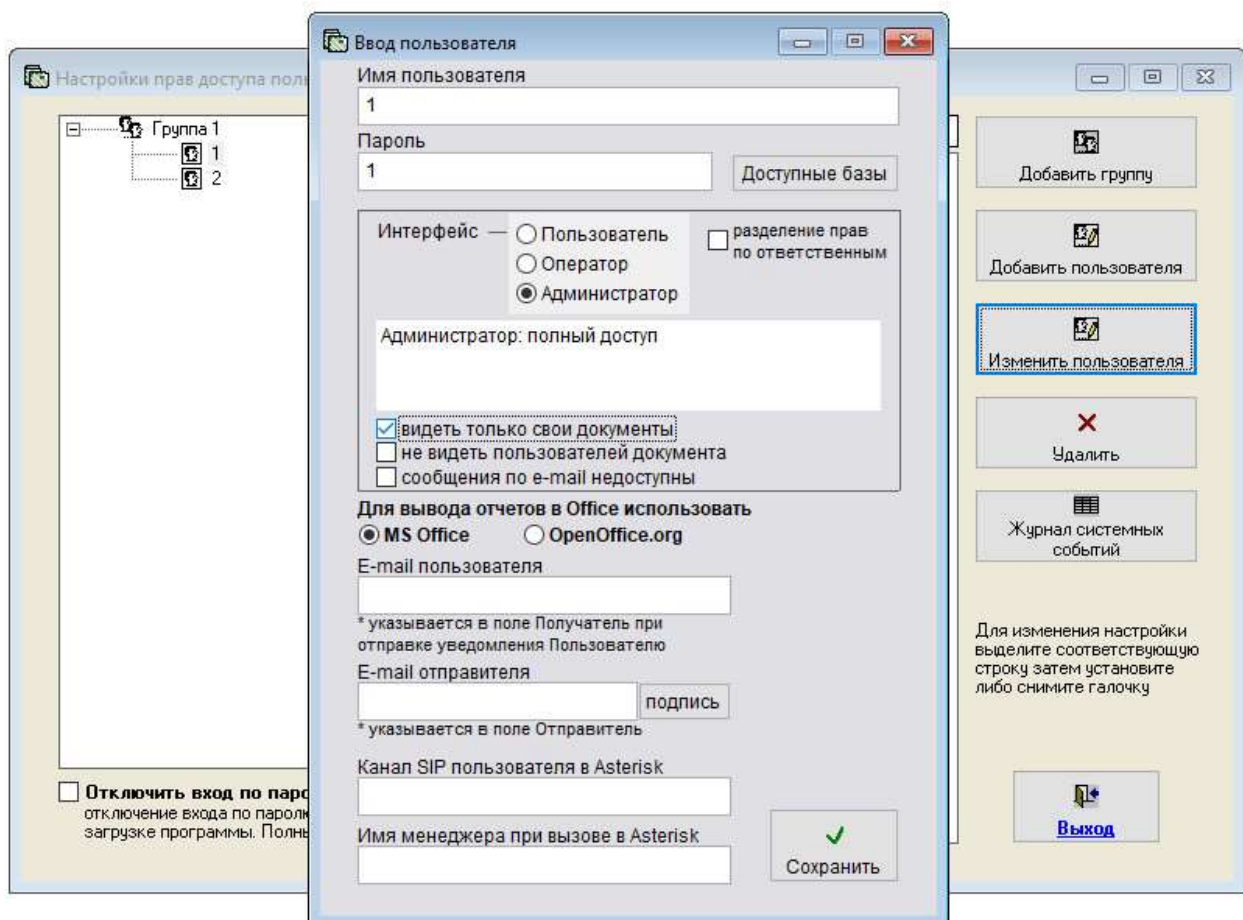 Ввод пользователя
Настройки прав доступа
Имя пользователя
1
Группа 1
1
2
Пароль
1
Доступные базы
Интерфейс
Пользователь
Оператор
Администратор
разделение прав
по ответственным
Администратор: полный доступ
видеть только свои документы
не видеть пользователей документа
сообщения по e-mail недоступны
Для вывода отчетов в Office использовать
MS Office
OpenOffice.org
E-mail пользователя
* указывается в поле Получатель при
отправке уведомления Пользователю
E-mail отправителя
подпись
* указывается в поле Отправитель
Канал SIP пользователя в Asterisk
Имя менеджера при вызове в Asterisk
Сохранить
Отключить вход по
отключение входа по
загрузке программы.
Добавить группу
Добавить пользователя
Изменить пользователя
Удалить
Журнал системных
событий
Для изменения настройки
выделите соответствующую
строку затем установите
либо снимите галочку
Выход